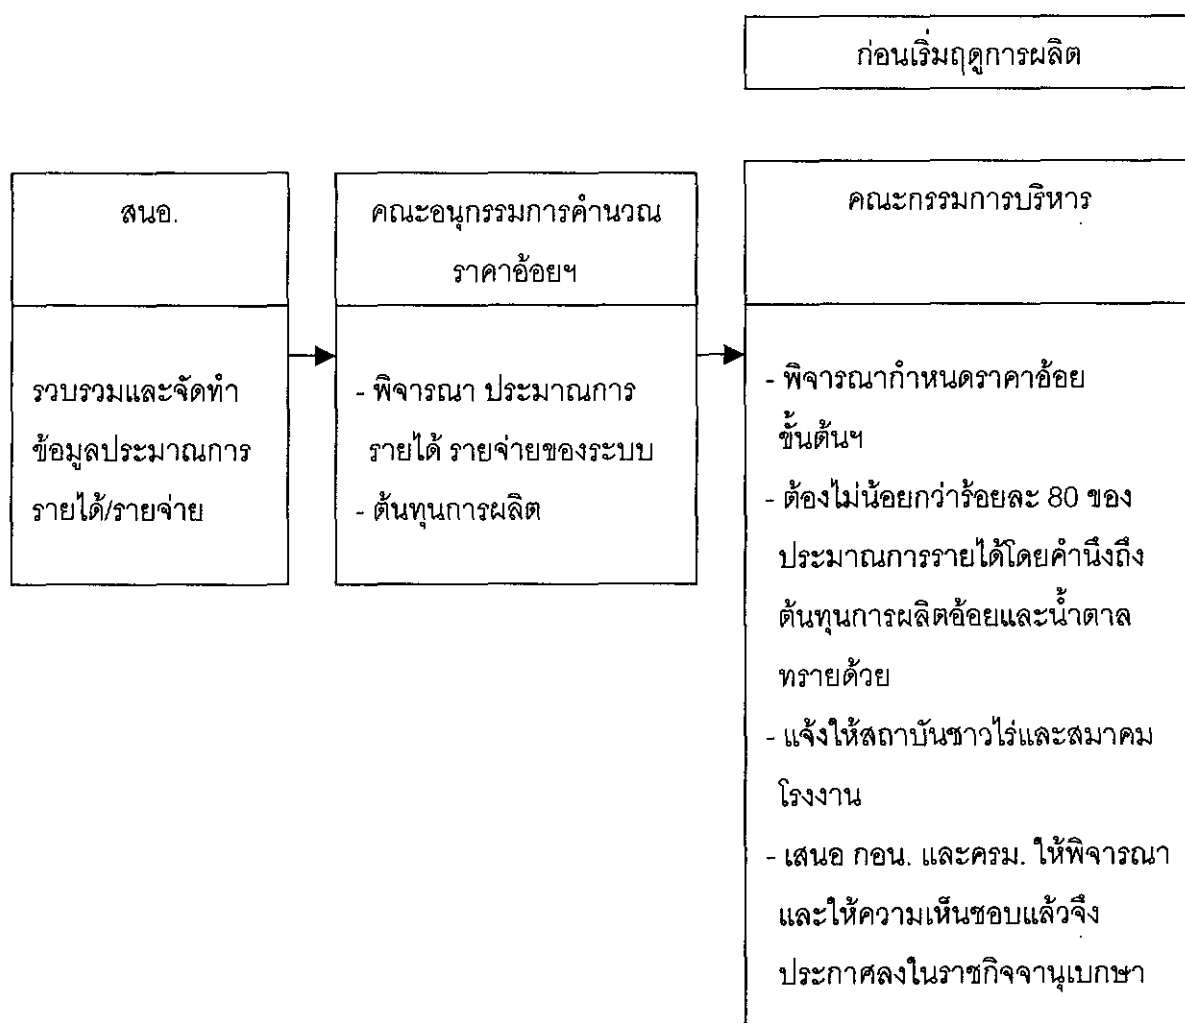 ก่อนเริ่มฤดูการผลิต
สนอ.
รวบรวมและจัดทำ
ข้อมูลประมาณการ
รายได้/รายจ่าย
คณะอนุกรรมการคำนวณ
ราคาอ้อยฯ
- พิจารณา ประมาณการ
รายได้ รายจ่ายของระบบ
- ต้นทุนการผลิต
คณะกรรมการบริหาร
- พิจารณากำหนดราคาอ้อย
ขั้นต้นฯ
- ต้องไม่น้อยกว่าร้อยละ 80 ของ
ประมาณการรายได้โดยคำนึงถึง
ต้นทุนการผลิตอ้อยและน้ำตาล
ทรายด้วย
- แจ้งให้สถาบันชาวไร่และสมาคม
โรงงาน
- เสนอ กอน. และครม. ให้พิจารณา
และให้ความเห็นชอบแล้วจึง
ประกาศลงในราชกิจจานุเบกษา